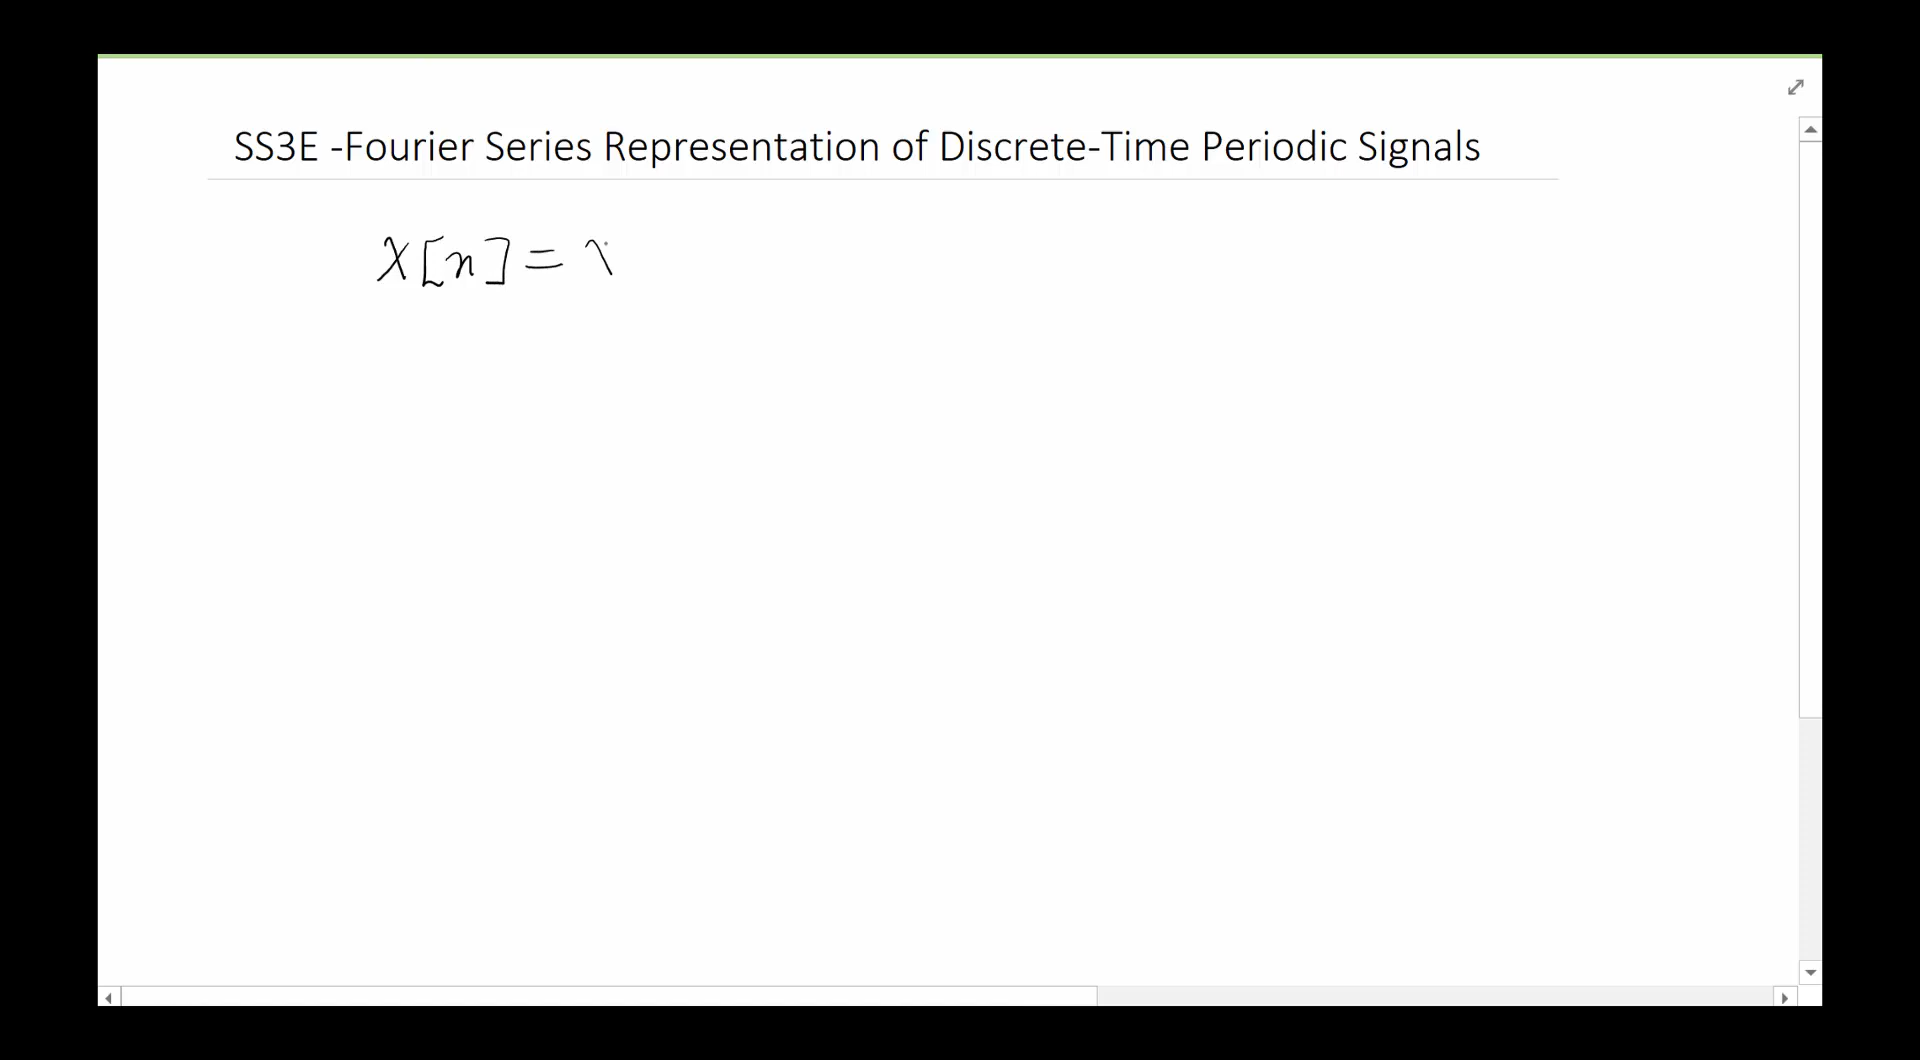 SS3E -Fourier Series Representation of Discrete-Time Periodic Signals
x[n] =